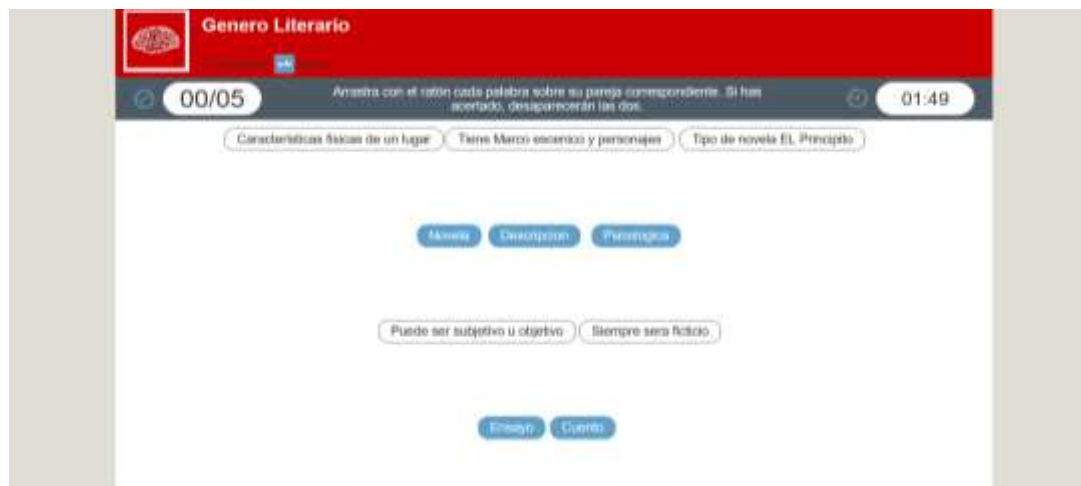 Genero Literario
00/05
Arrastra con el ratón cada palabra sobre su pareja correspondiente. Si has
acertado, desaparecerán las dos.
01:49
Características físicas de un lugar
Tiene Marco escenico y personajes
Tipo de novela EL Principito
Novela
Descripcion
Psicologica
Puede ser subjetivo u objetivo
Siempre sera ficticio
Ensayo
Cuento